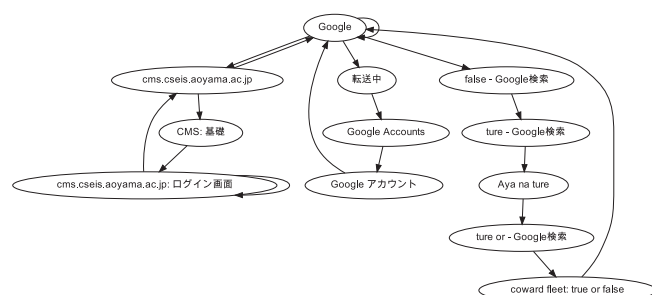 Google
cms.cseis.aoyama.ac.jp
転送中
false - Google検索
CMS: 基礎
Google Accounts
ture - Google検索
cms.cseis.aoyama.ac.jp: ログイン画面
Google アカウント
Aya na ture
ture or - Google検索
coward fleet: true or false